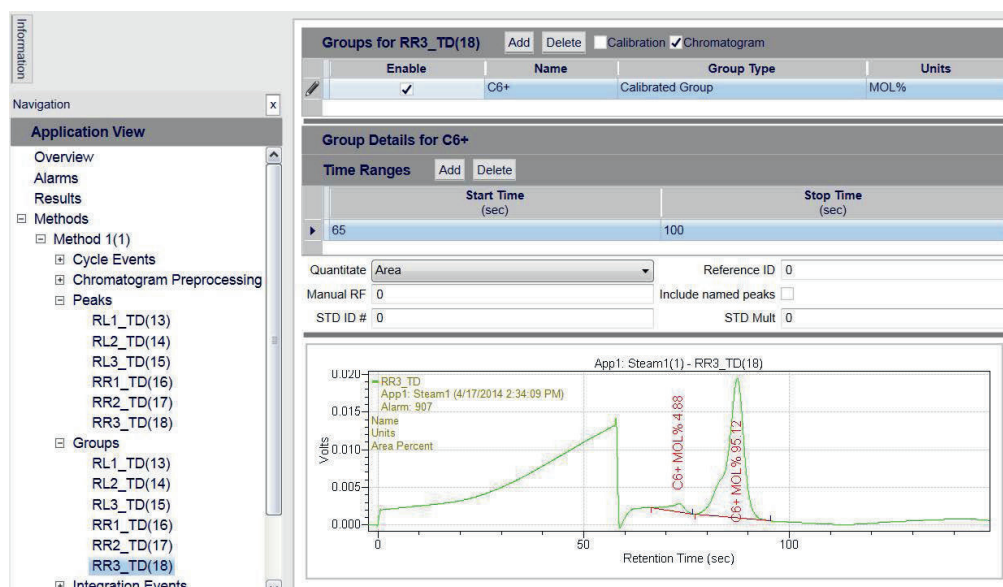 Information
Navigation x
Application View
Overview
Alarms
Results
Methods
Method 1(1)
Cycle Events
Chromatogram Preprocessing
Peaks
RL1_TD(13)
RL2_TD(14)
RL3_TD(15)
RR1_TD(16)
RR2_TD(17)
RR3_TD(18)
Groups
RL1_TD(13)
RL2_TD(14)
RL3_TD(15)
RR1_TD(16)
RR2_TD(17)
RR3_TD(18)
Integration Events
Groups for RR3_TD(18) Add Delete Calibration Chromatogram
Enable Name Group Type Units
C6+ Calibrated Group MOL%
Group Details for C6+
Time Ranges Add Delete
Start Time Stop Time
(sec) (sec)
65 100
Quantitate Area Reference ID 0
Manual RF 0 Include named peaks
STD ID # 0 STD Mult 0
App1: Steam1(1) - RR3_TD(18)
RR3_TD
App1: Steam1 (4/17/2014 2:34:09 PM)
Alarm: 907
Name
Units
Area Percent
Volts
0.020
0.015
0.010
0.005
0.000
C6+ MOL% 4.88
C6+ MOL% 95.12
0 50 100
Retention Time (sec)